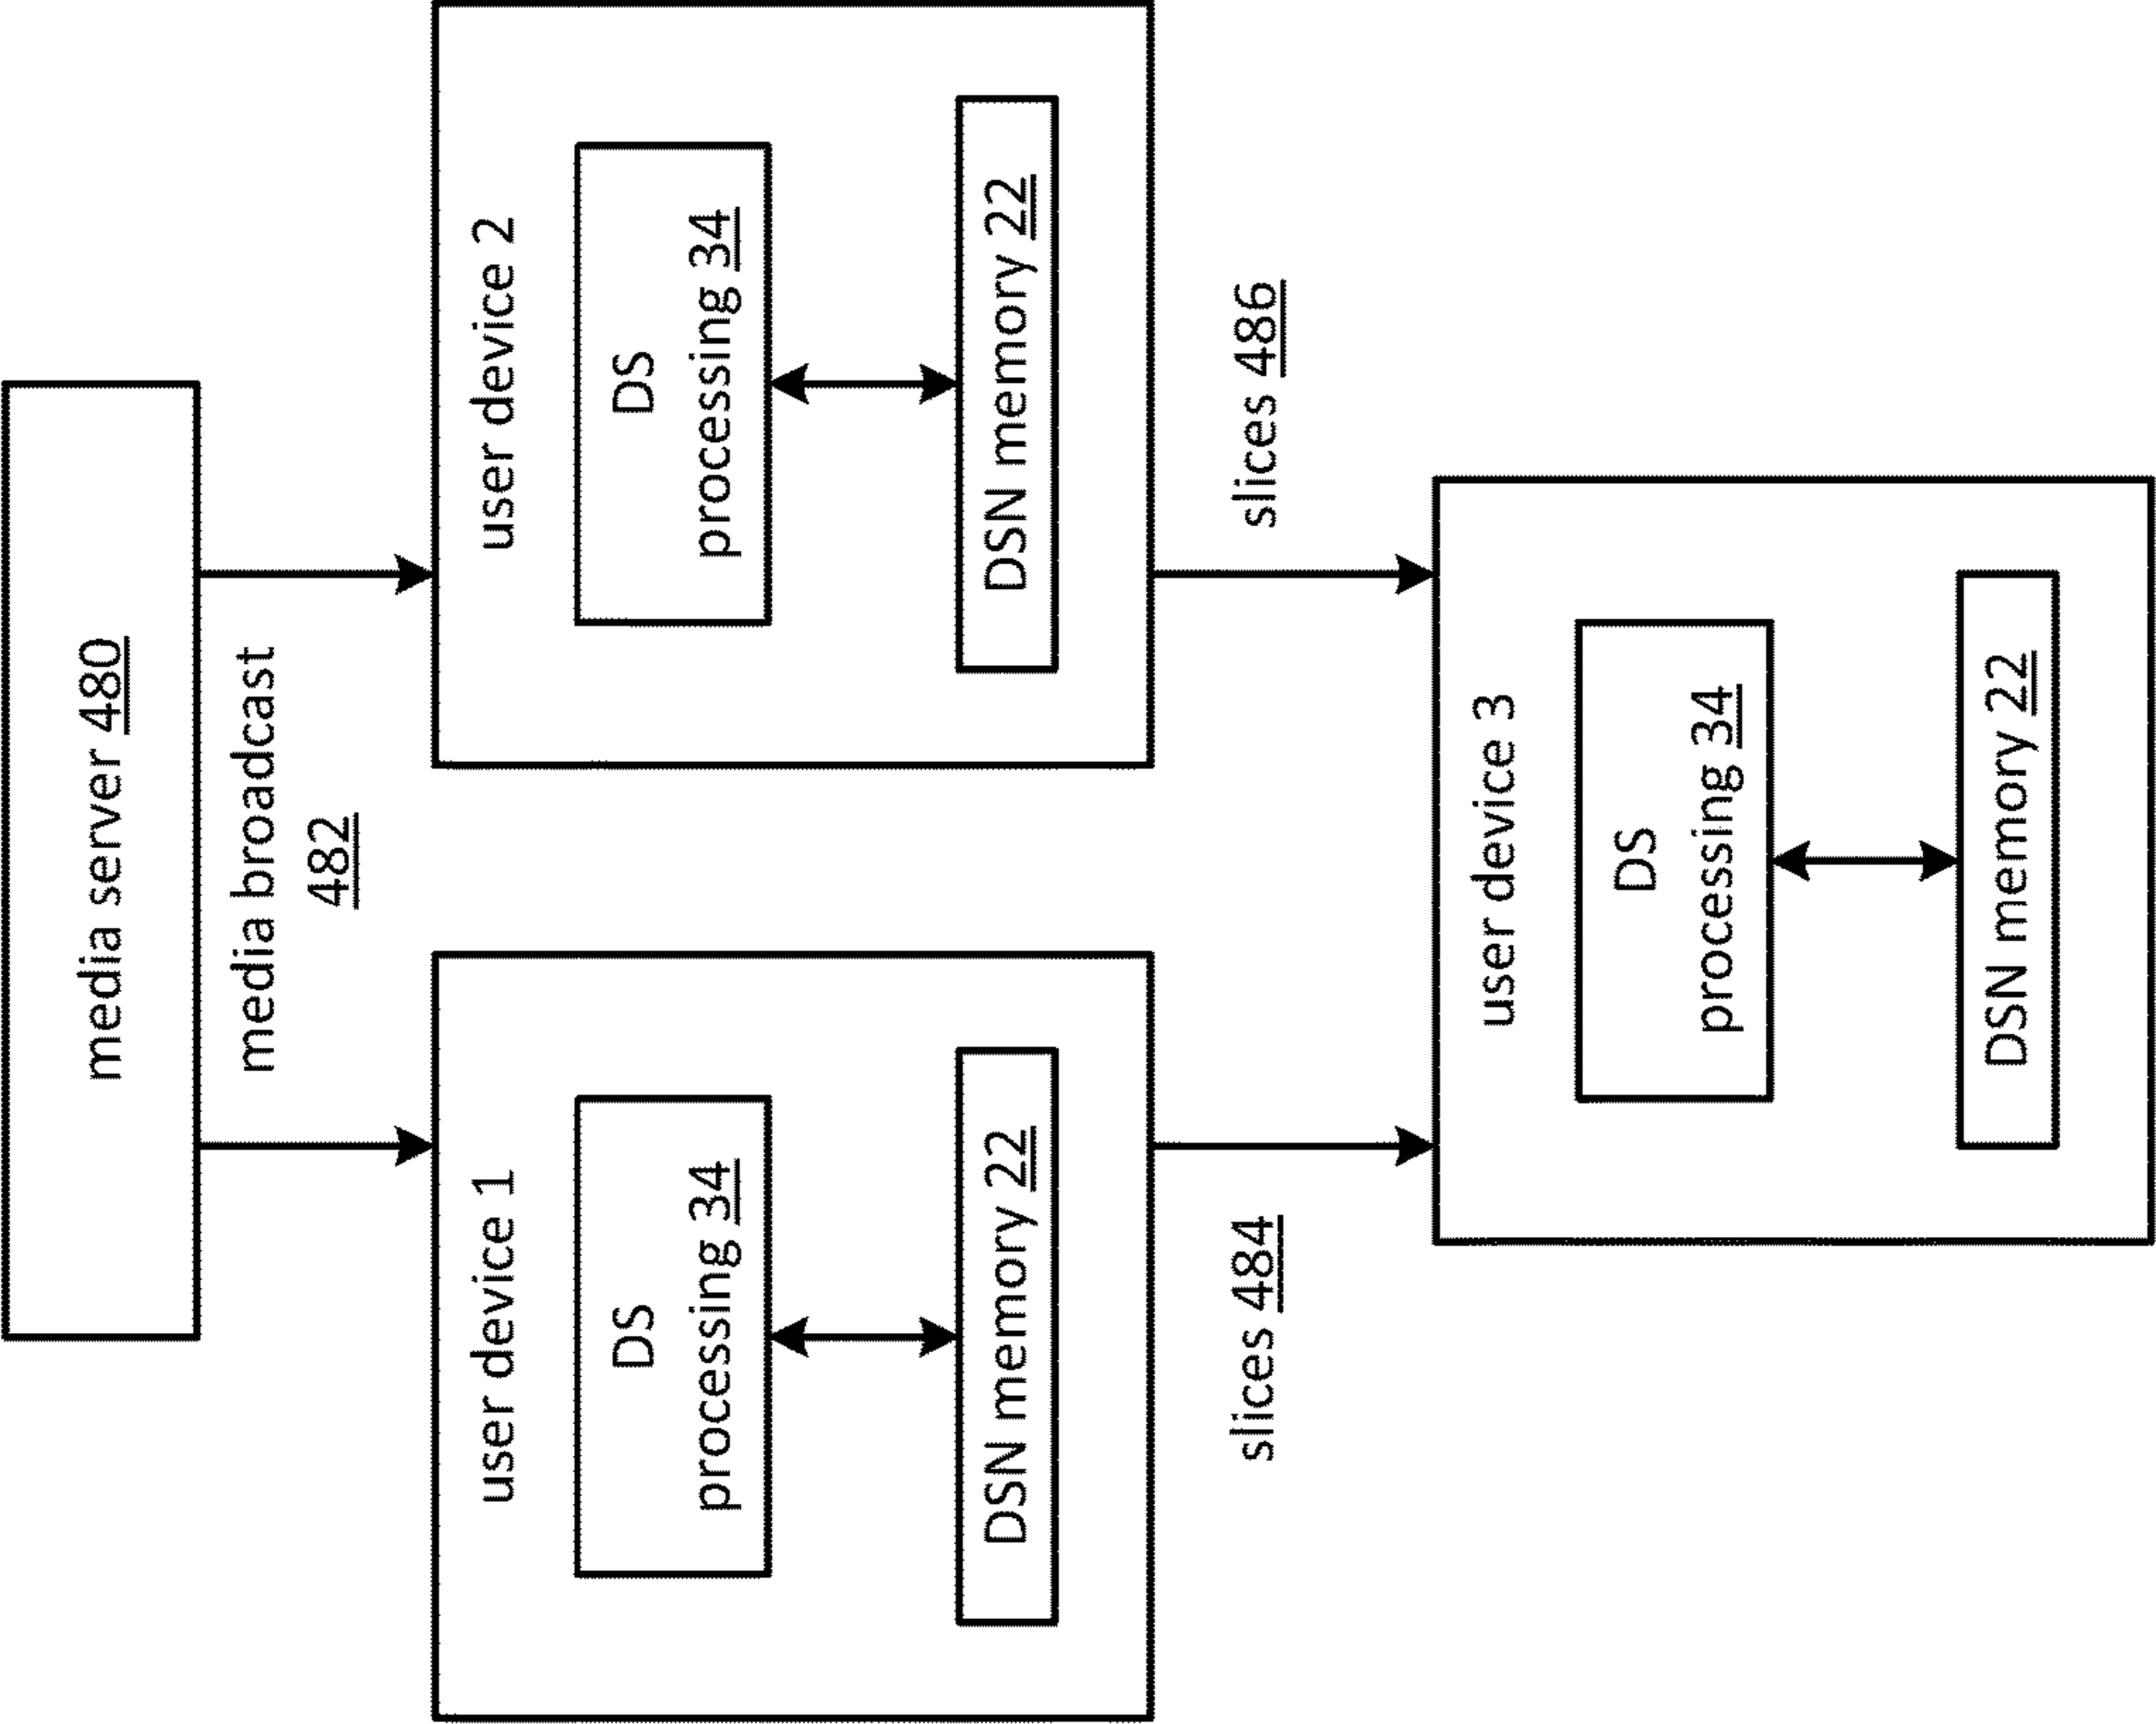 media server 480
media broadcast
482
user device 1
DS
processing 34
DSN memory 22
user device 2
DS
processing 34
DSN memory 22
slices 484
slices 486
user device 3
DS
processing 34
DSN memory 22